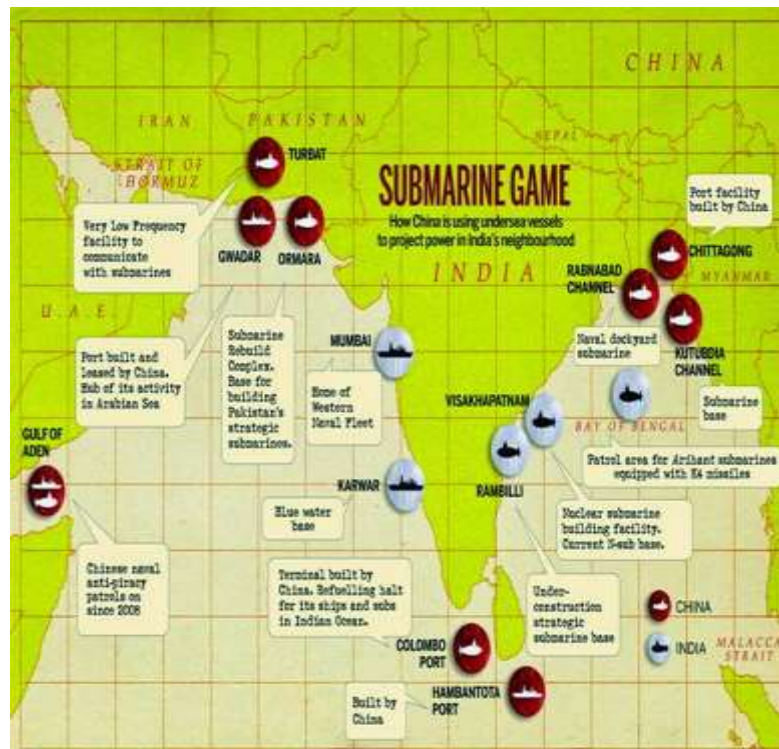 SUBMARINE GAME
How China is using undersea vessels
to project power in India's neighbourhood
CHINA
IRAN
PAKISTAN
NEPAL
STRAIT OF
HORMUZ
TURBAT
Very Low Frequency
facility to
communicate
with submarines
GWADAR
ORMARA
INDIA
Port facility
built by China
CHITTAGONG
RABNABAD
CHANNEL
MYANMAR
KUTUBDIA
CHANNEL
U.A.E.
Port built and
leased by China.
Hub of its activity
in Arabian Sea
Submarine
Rebuild
Complex.
Base for
building
Pakistan's
strategic
submarines.
MUMBAI
Home of
Western
Naval Fleet
Naval dockyard
submarine
Submarine
base
VISAKHAPATNAM
BAY OF BENGAL
Patrol area for Arihant submarines
equipped with K4 missiles
GULF OF
ADEN
KARWAR
Blue water
base
RAMBILLI
Nuclear submarine
building facility.
Current N-sub base.
Chinese naval
anti-piracy
patrols on
since 2008
Terminal built by
China. Refuelling halt
for its ships and subs
in Indian Ocean.
Under-
construction
strategic
submarine base
CHINA
INDIA
MALACCA
STRAIT
COLOMBO
PORT
HAMBANTOTA
PORT
Built by
China